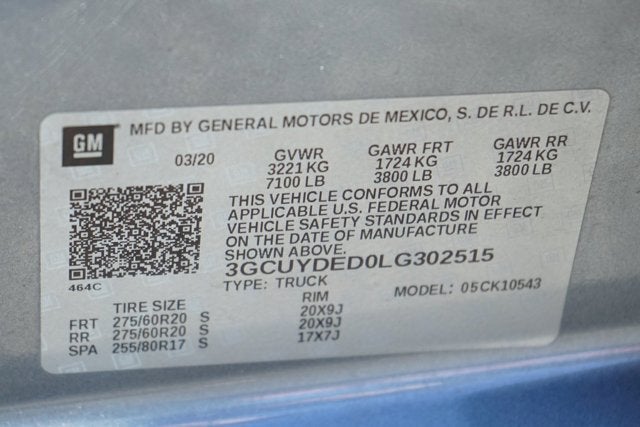 GM
MFD BY GENERAL MOTORS DE MEXICO, S. DE R.L. DE C.V.
03/20 GVWR GAWR FRT GAWR RR
3221 KG 1724 KG 1724 KG
7100 LB 3800 LB 3800 LB
THIS VEHICLE CONFORMS TO ALL
APPLICABLE U.S. FEDERAL MOTOR
VEHICLE SAFETY STANDARDS IN EFFECT
ON THE DATE OF MANUFACTURE
SHOWN ABOVE.
3GCUYDED0LG302515
464C
TYPE: TRUCK MODEL: 05CK10543
TIRE SIZE RIM
FRT 275/60R20 S 20X9J
RR 275/60R20 S 20X9J
SPA 255/80R17 S 17X7J